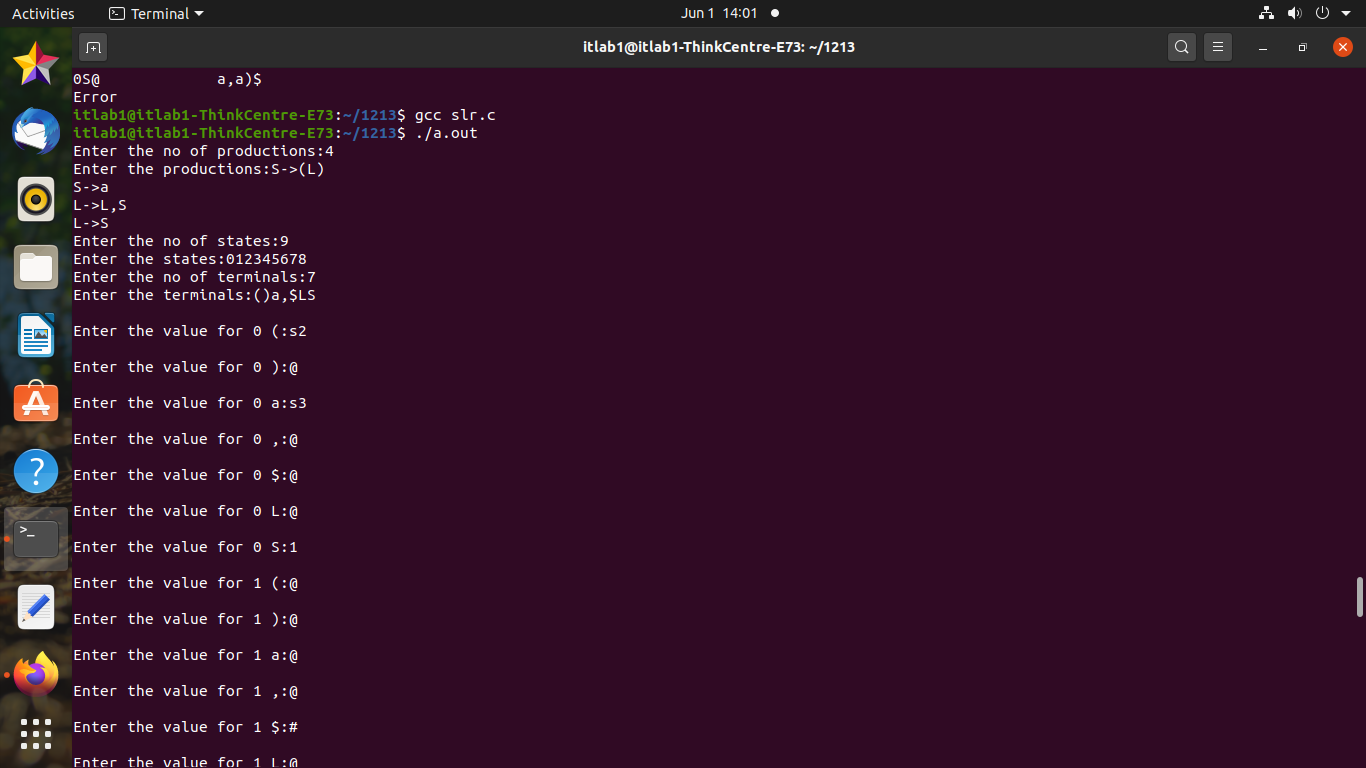 Activities Terminal Jun 1 14:01
itlab1@itlab1-ThinkCentre-E73: ~/1213
0S@ a,a)$
Error
itlab1@itlab1-ThinkCentre-E73:~/1213$ gcc slr.c
itlab1@itlab1-ThinkCentre-E73:~/1213$ ./a.out
Enter the no of productions:4
Enter the productions:S->(L)
S->a
L->L,S
L->S
Enter the no of states:9
Enter the states:012345678
Enter the no of terminals:7
Enter the terminals:()a,$LS
Enter the value for 0 (:s2
Enter the value for 0 ):@
Enter the value for 0 a:s3
Enter the value for 0 ,:@
Enter the value for 0 $:@
Enter the value for 0 L:@
Enter the value for 0 S:1
Enter the value for 1 (:@
Enter the value for 1 ):@
Enter the value for 1 a:@
Enter the value for 1 ,:@
Enter the value for 1 $:#
Enter the value for 1 L:@